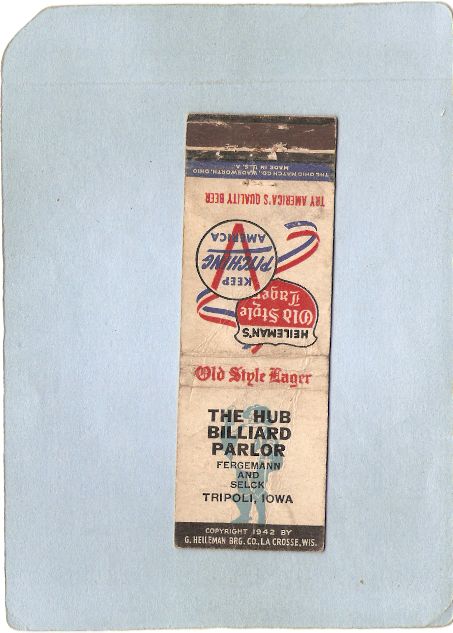 THE OHIO MATCH CO., WADSWORTH, OHIO
MADE IN U.S.A.
TRY AMERICA'S QUALITY BEER
KEEP
PITCHING
AMERICA
HEILEMAN'S
Old Style
Lager
Old Style Lager
THE HUB
BILLIARD
PARLOR
FERGEMANN
AND
SELCK
TRIPOLI, IOWA
COPYRIGHT 1942 BY
G. HEILEMAN BRG. CO., LA CROSSE, WIS.